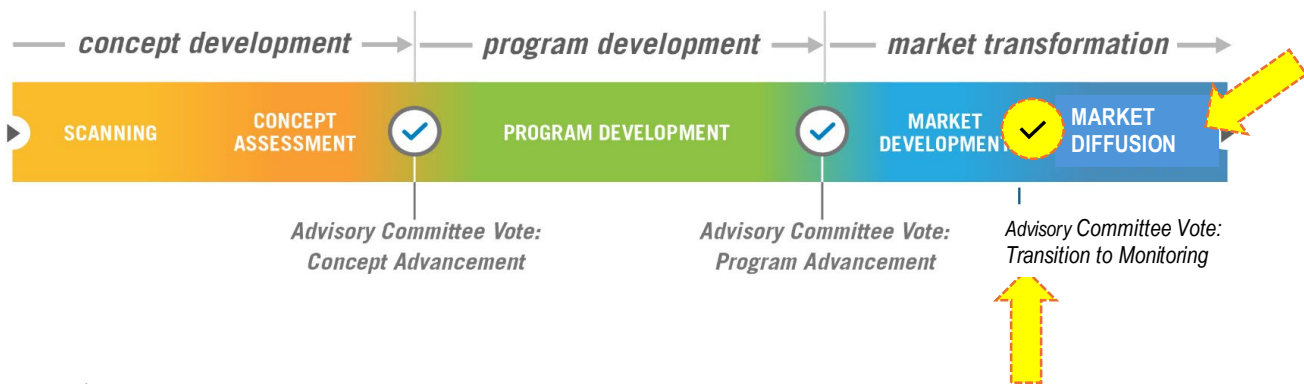 concept development
program development
market transformation
SCANNING
CONCEPT
ASSESSMENT
PROGRAM DEVELOPMENT
MARKET
DEVELOPMENT
MARKET
DIFFUSION
Advisory Committee Vote:
Concept Advancement
Advisory Committee Vote:
Program Advancement
Advisory Committee Vote:
Transition to Monitoring